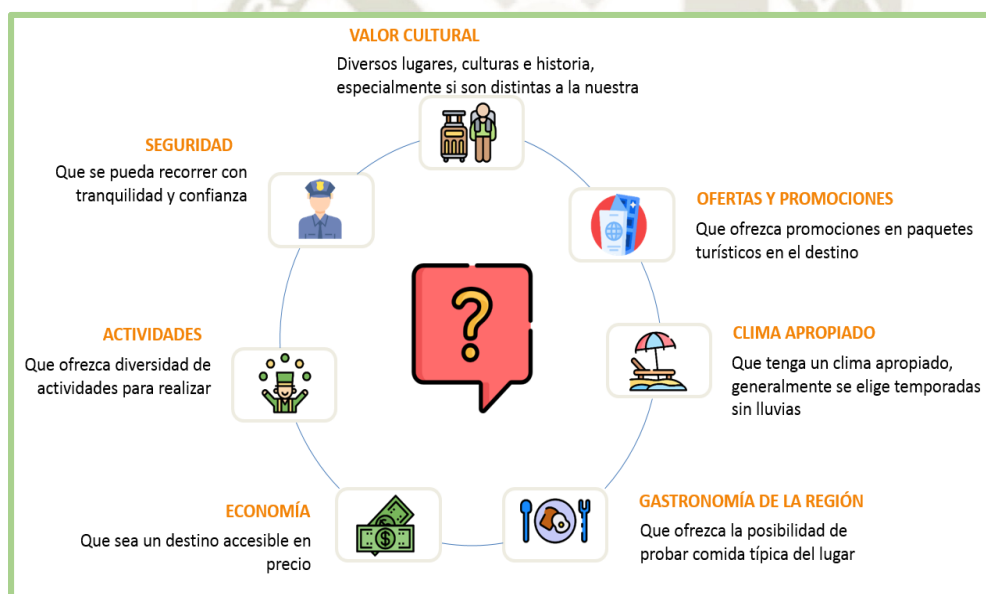 VALOR CULTURAL
Diversos lugares, culturas e historia,
especialmente si son distintas a la nuestra
SEGURIDAD
Que se pueda recorrer con
tranquilidad y confianza
OFERTAS Y PROMOCIONES
Que ofrezca promociones en paquetes
turísticos en el destino
ACTIVIDADES
Que ofrezca diversidad de
actividades para realizar
CLIMA APROPIADO
Que tenga un clima apropiado,
generalmente se elige temporadas
sin lluvias
ECONOMÍA
Que sea un destino accesible en
precio
GASTRONOMÍA DE LA REGIÓN
Que ofrezca la posibilidad de
probar comida típica del lugar